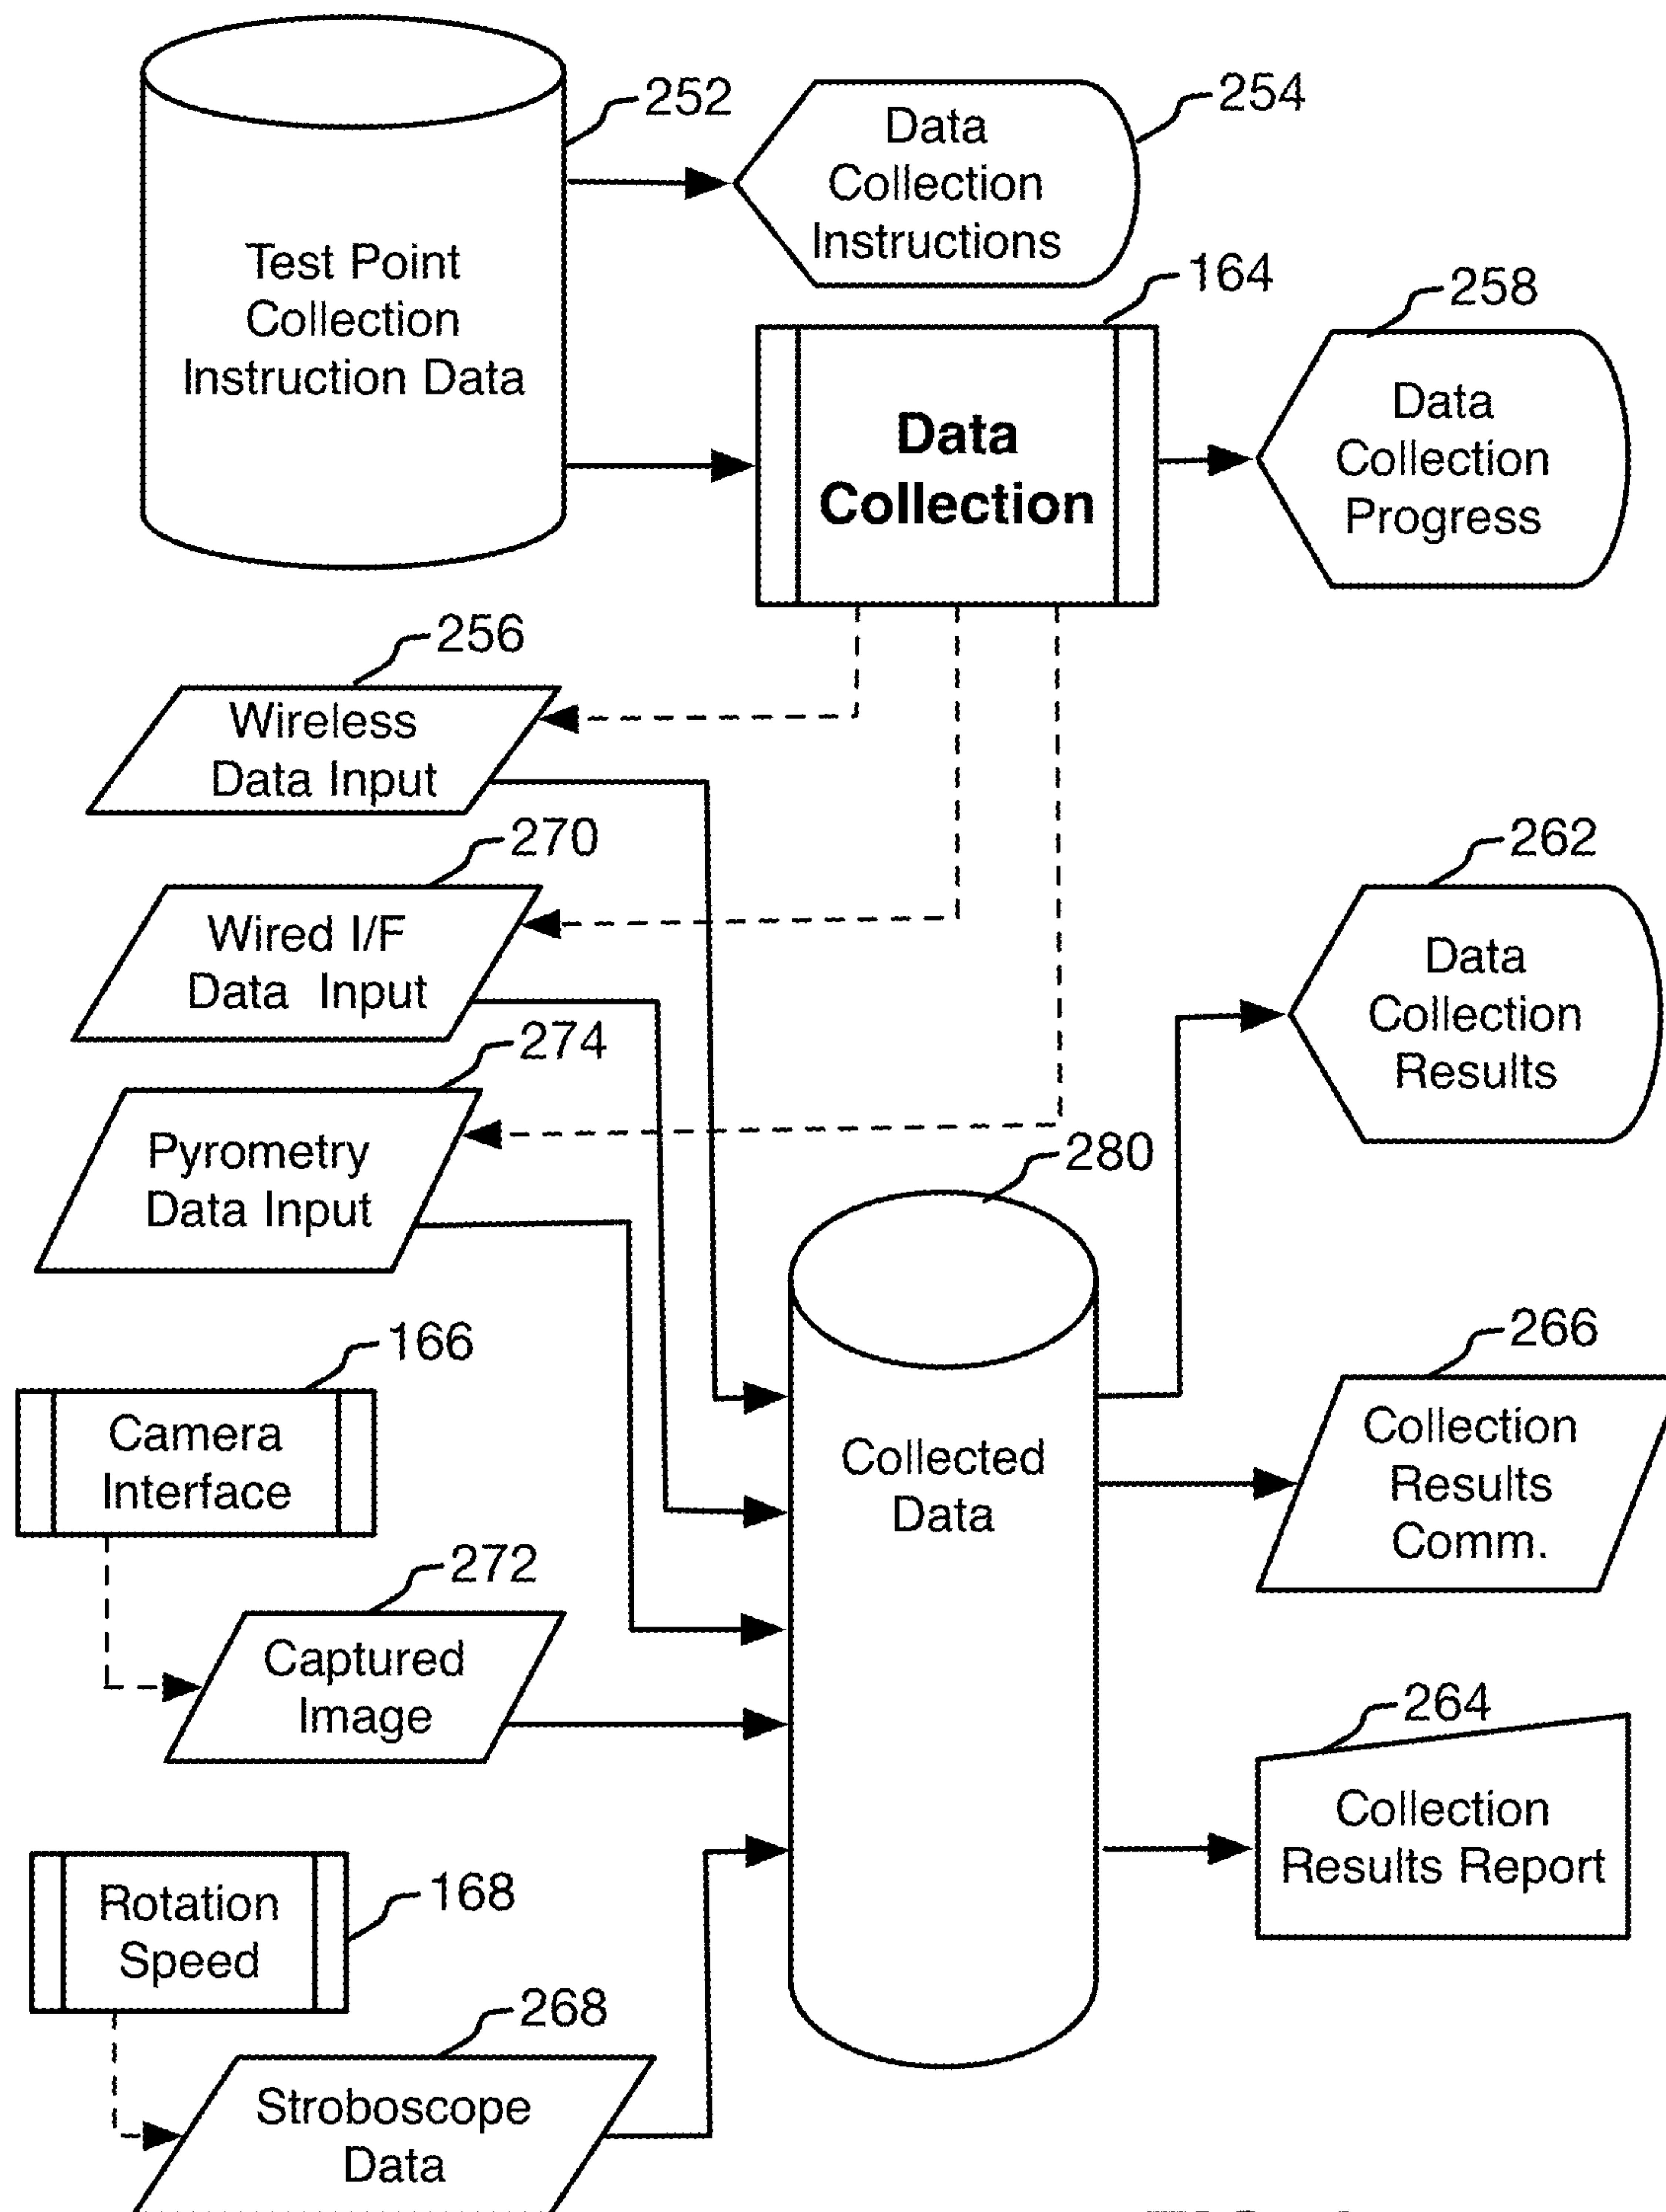 252
254
Data
Collection
Instructions
Test Point
Collection
Instruction Data
164
258
Data
Collection
Data
Collection
Progress
256
Wireless
Data Input
270
Wired I/F
Data Input
262
Data
Collection
Results
274
Pyrometry
Data Input
280
166
Camera
Interface
266
Collection
Results
Comm.
Collected
Data
272
Captured
Image
264
Collection
Results Report
168
Rotation
Speed
268
Stroboscope
Data